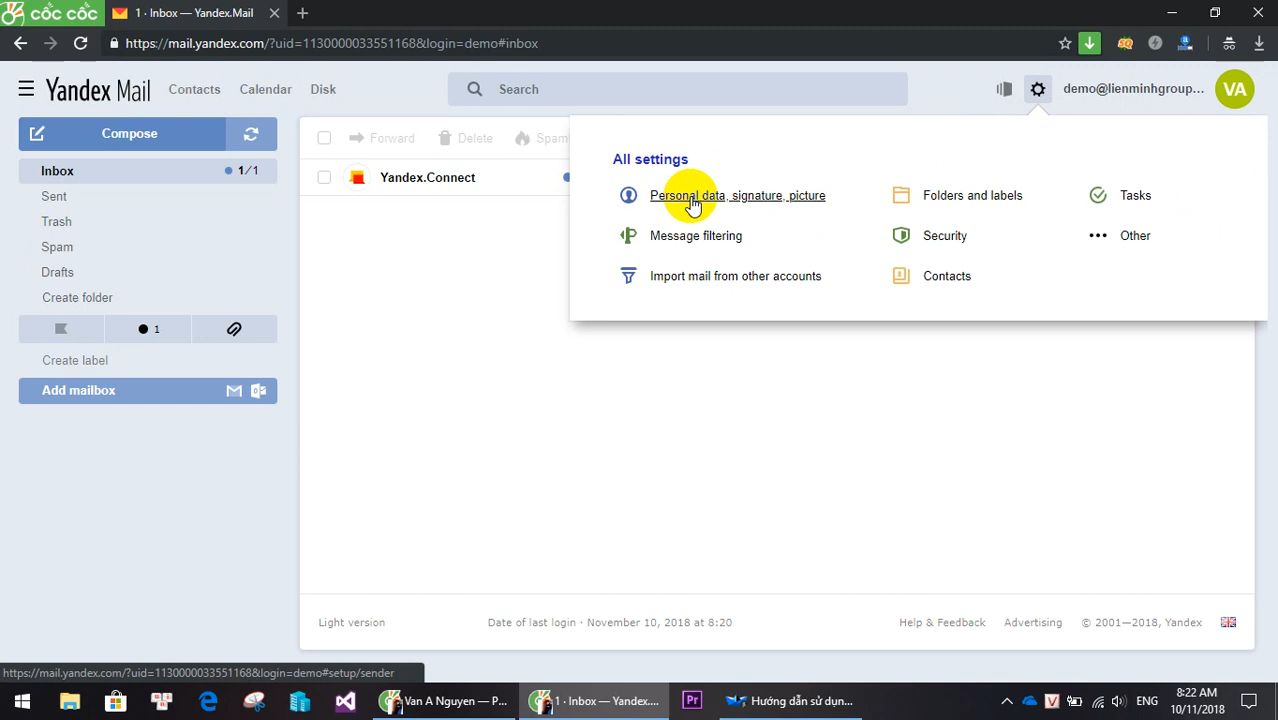 cốc cốc
1 · Inbox — Yandex.Mail
https://mail.yandex.com/?uid=1130000033551168&login=demo#inbox
Yandex Mail
Contacts
Calendar
Disk
Search
demo@lienminhgroup...
VA
Compose
Forward
Delete
Spam
Inbox
1/1
Yandex.Connect
Sent
Trash
Spam
Drafts
Create folder
1
Create label
Add mailbox
All settings
Personal data, signature, picture
Folders and labels
Tasks
Message filtering
Security
Other
Import mail from other accounts
Contacts
Light version
Date of last login · November 10, 2018 at 8:20
Help & Feedback
Advertising
© 2001—2018, Yandex
https://mail.yandex.com/?uid=1130000033551168&login=demo#setup/sender
Van A Nguyen — P...
1 · Inbox — Yandex....
Pr
Hướng dẫn sử dụn...
V
ENG
8:22 AM
10/11/2018